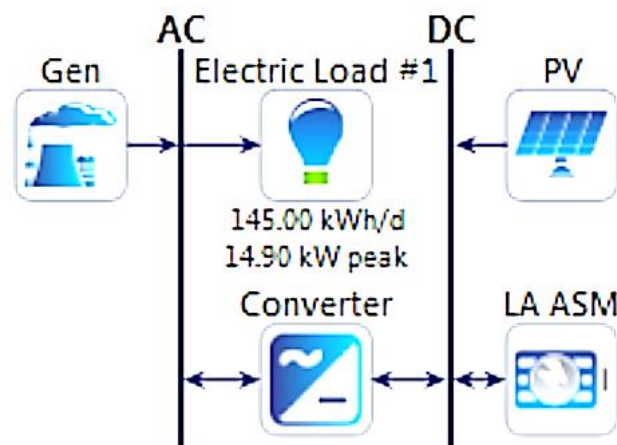 AC DC
Gen Electric Load #1 PV
145.00 kWh/d
14.90 kW peak
Converter LA ASM